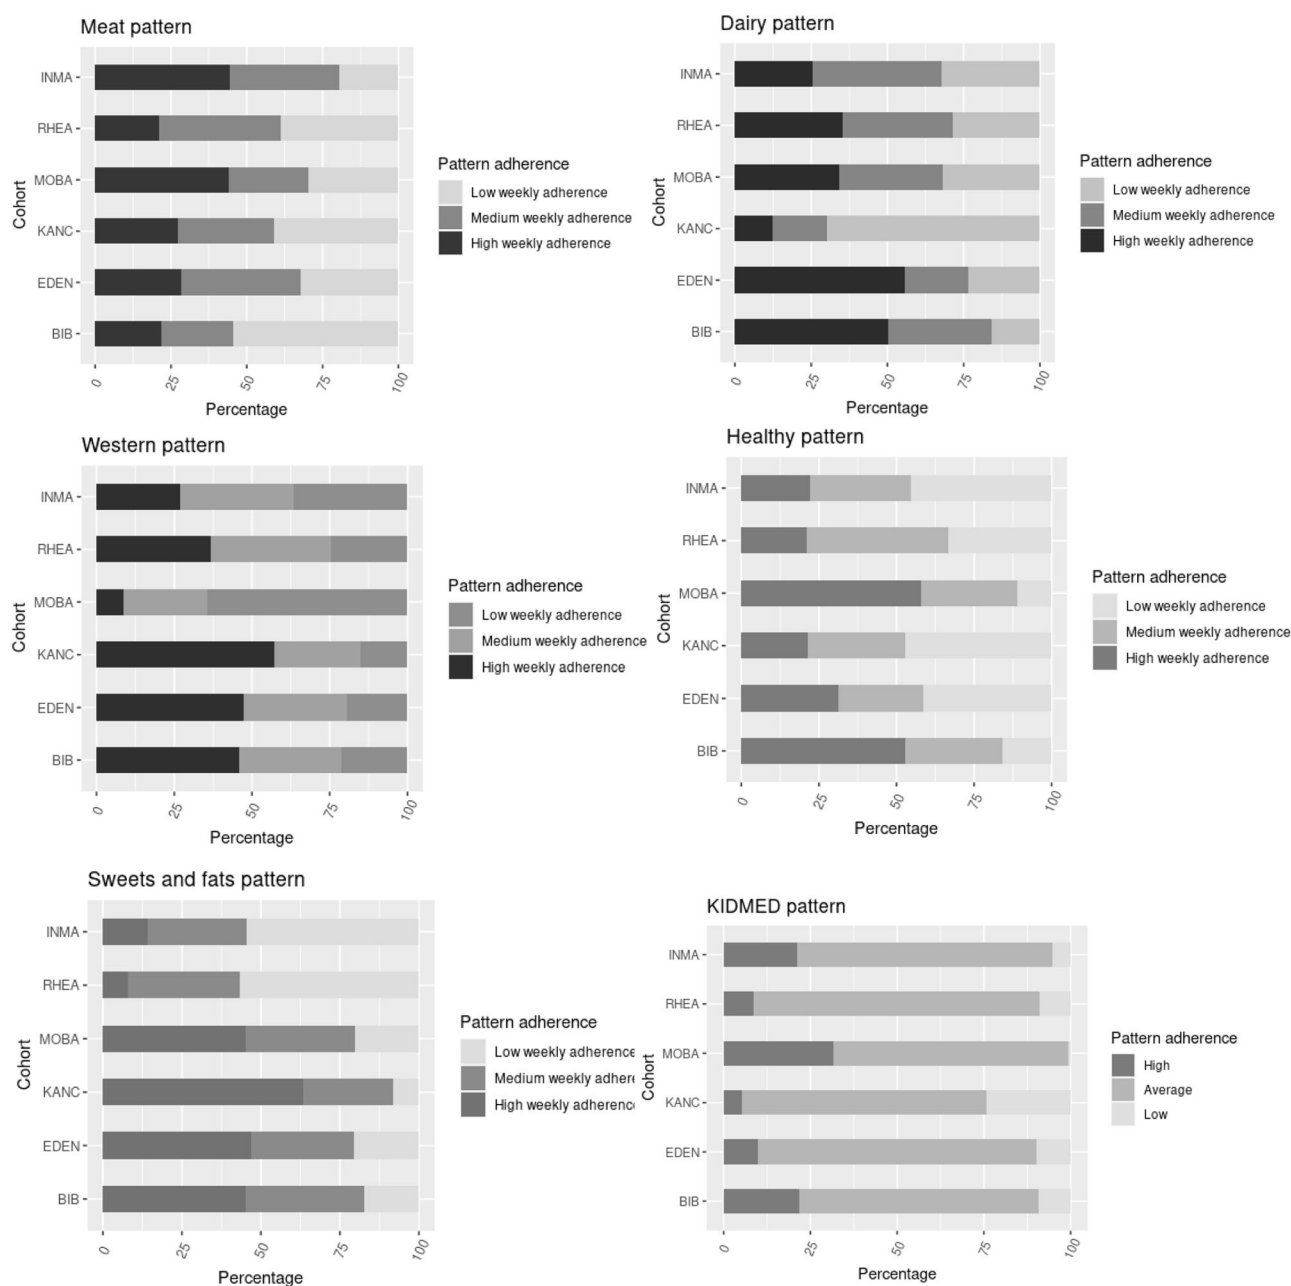 Meat pattern
INMA
RHEA
MOBA
KANC
EDEN
BIB
Cohort
0
25
50
75
100
Percentage
Pattern adherence
Low weekly adherence
Medium weekly adherence
High weekly adherence
Dairy pattern
INMA
RHEA
MOBA
KANC
EDEN
BIB
Cohort
0
25
50
75
100
Percentage
Pattern adherence
Low weekly adherence
Medium weekly adherence
High weekly adherence
Western pattern
INMA
RHEA
MOBA
KANC
EDEN
BIB
Cohort
0
25
50
75
100
Percentage
Pattern adherence
Low weekly adherence
Medium weekly adherence
High weekly adherence
Healthy pattern
INMA
RHEA
MOBA
KANC
EDEN
BIB
Cohort
0
25
50
75
100
Percentage
Pattern adherence
Low weekly adherence
Medium weekly adherence
High weekly adherence
Sweets and fats pattern
INMA
RHEA
MOBA
KANC
EDEN
BIB
Cohort
0
25
50
75
100
Percentage
Pattern adherence
Low weekly adherence
Medium weekly adhere
High weekly adherence
KIDMED pattern
INMA
RHEA
MOBA
KANC
EDEN
BIB
Cohort
0
25
50
75
100
Percentage
Pattern adherence
High
Average
Low